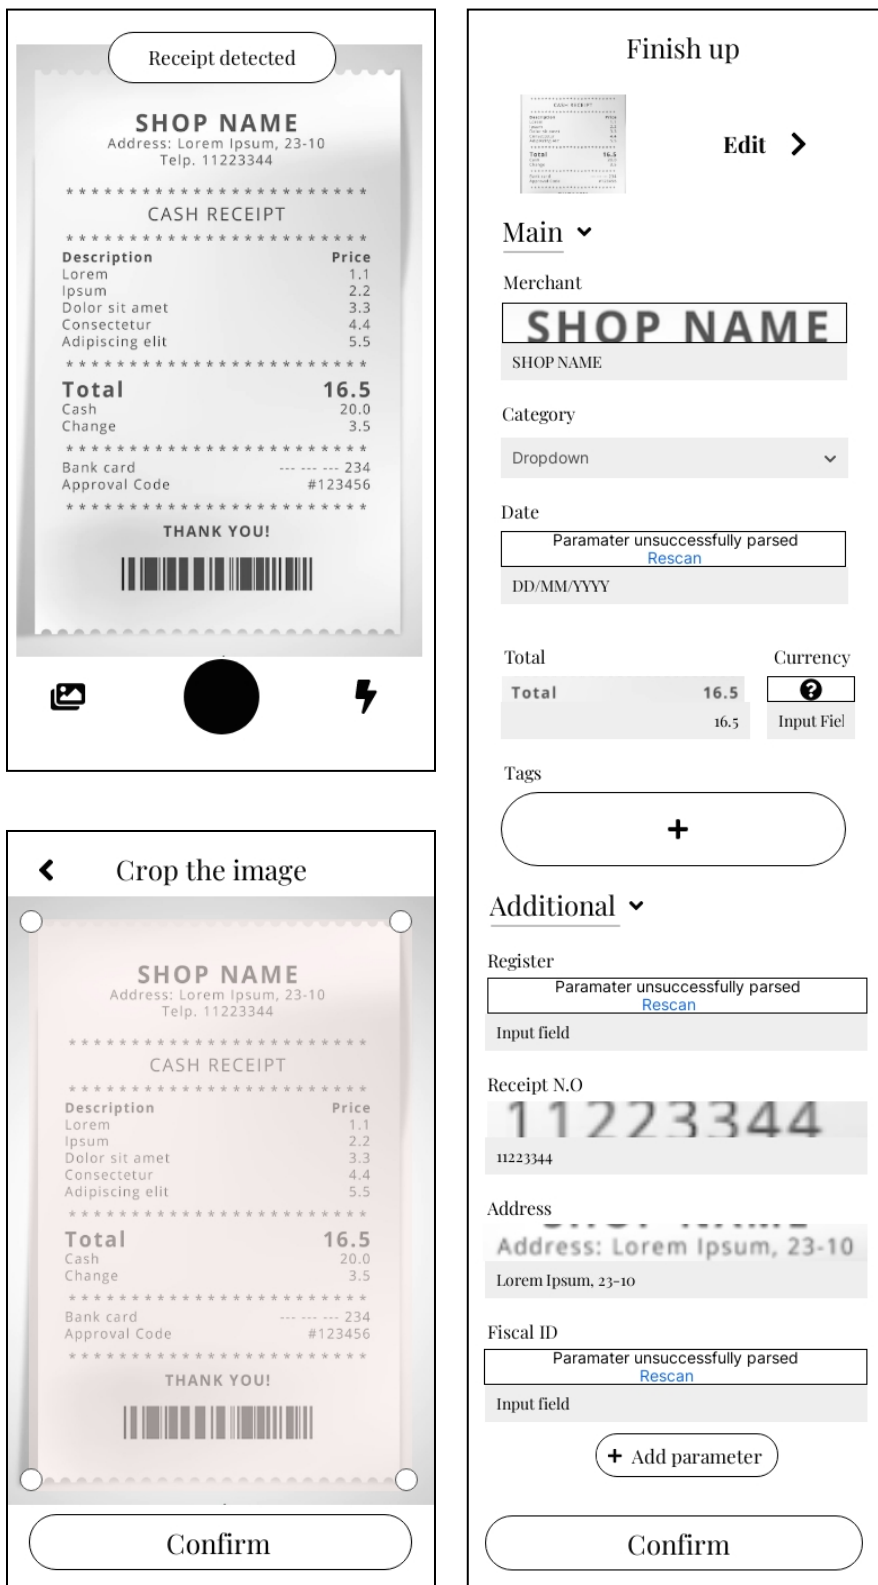 Receipt detected
SHOP NAME
Address: Lorem Ipsum, 23-10
Telp. 11223344
************************
CASH RECEIPT
************************
Description Price
Lorem 1.1
Ipsum 2.2
Dolor sit amet 3.3
Consectetur 4.4
Adipiscing elit 5.5
************************
Total 16.5
Cash 20.0
Change 3.5
************************
Bank card --- --- --- 234
Approval Code #123456
************************
THANK YOU!
Crop the image
SHOP NAME
Address: Lorem Ipsum, 23-10
Telp. 11223344
************************
CASH RECEIPT
************************
Description Price
Lorem 1.1
Ipsum 2.2
Dolor sit amet 3.3
Consectetur 4.4
Adipiscing elit 5.5
************************
Total 16.5
Cash 20.0
Change 3.5
************************
Bank card --- --- --- 234
Approval Code #123456
************************
THANK YOU!
Confirm
Finish up
CASH RECEIPT
Description Price
Total 16.5
Edit
Main
Merchant
SHOP NAME
SHOP NAME
Category
Dropdown
Date
Paramater unsuccessfully parsed
Rescan
DD/MM/YYYY
Total Currency
Total 16.5
16.5 Input Fiel
Tags
Additional
Register
Paramater unsuccessfully parsed
Rescan
Input field
Receipt N.O
11223344
11223344
Address
Address: Lorem Ipsum, 23-10
Lorem Ipsum, 23-10
Fiscal ID
Paramater unsuccessfully parsed
Rescan
Input field
+ Add parameter
Confirm